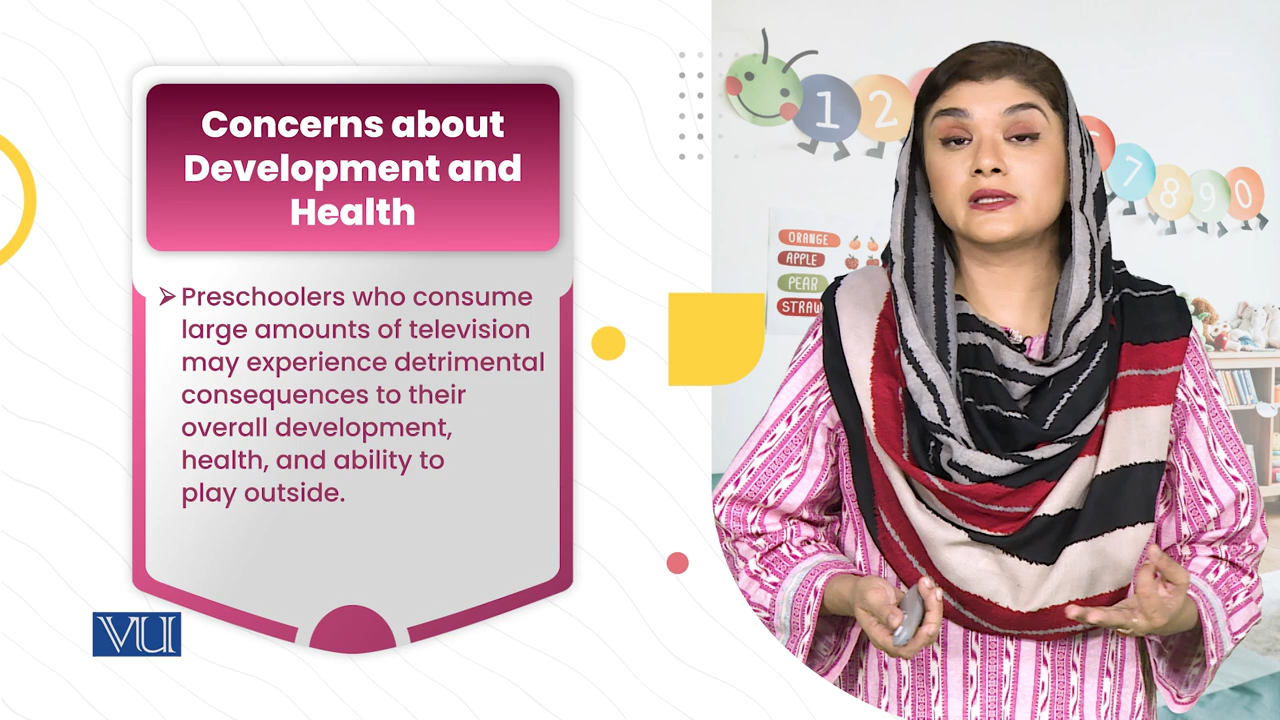 Concerns about
Development and
Health
Preschoolers who consume
large amounts of television
may experience detrimental
consequences to their
overall development,
health, and ability to
play outside.
VU
1 2
7 8 9 0
ORANGE
APPLE
PEAR
STRAW